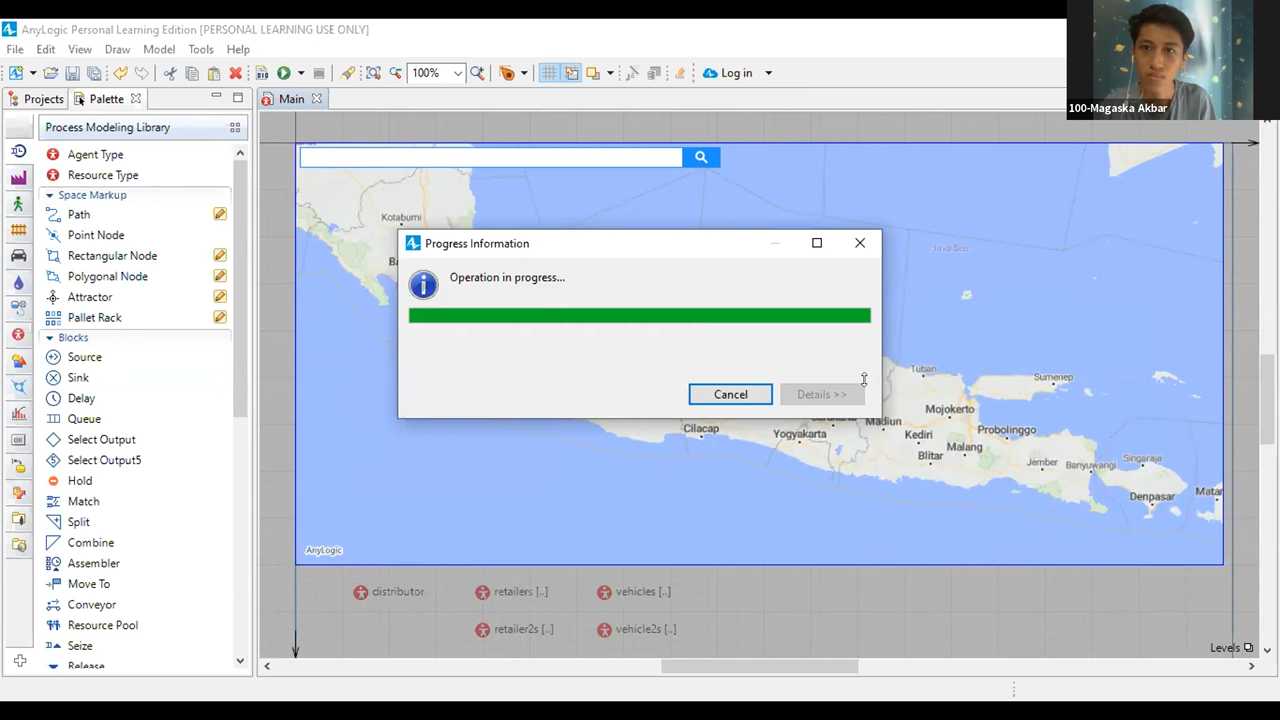 AnyLogic Personal Learning Edition [PERSONAL LEARNING USE ONLY]
File Edit View Draw Model Tools Help
100% Log in
100-Magaska Akbar
Projects Palette Main
Process Modeling Library
Agent Type
Resource Type
Space Markup
Path
Point Node
Rectangular Node
Polygonal Node
Attractor
Pallet Rack
Blocks
Source
Sink
Delay
Queue
Select Output
Select Output5
Hold
Match
Split
Combine
Assembler
Move To
Conveyor
Resource Pool
Seize
Release
Kotabumi
Java Sea
Progress Information
Operation in progress...
Cancel Details >>
Tuban
Sumenep
Mojokerto
Cilacap
Yogyakarta
Madiun
Kediri
Probolinggo
Blitar
Malang
Jember
Banyuwangi
Singaraja
Denpasar
AnyLogic
distributor retailers [..] vehicles [..]
retailer2s [..] vehicle2s [..]
Levels